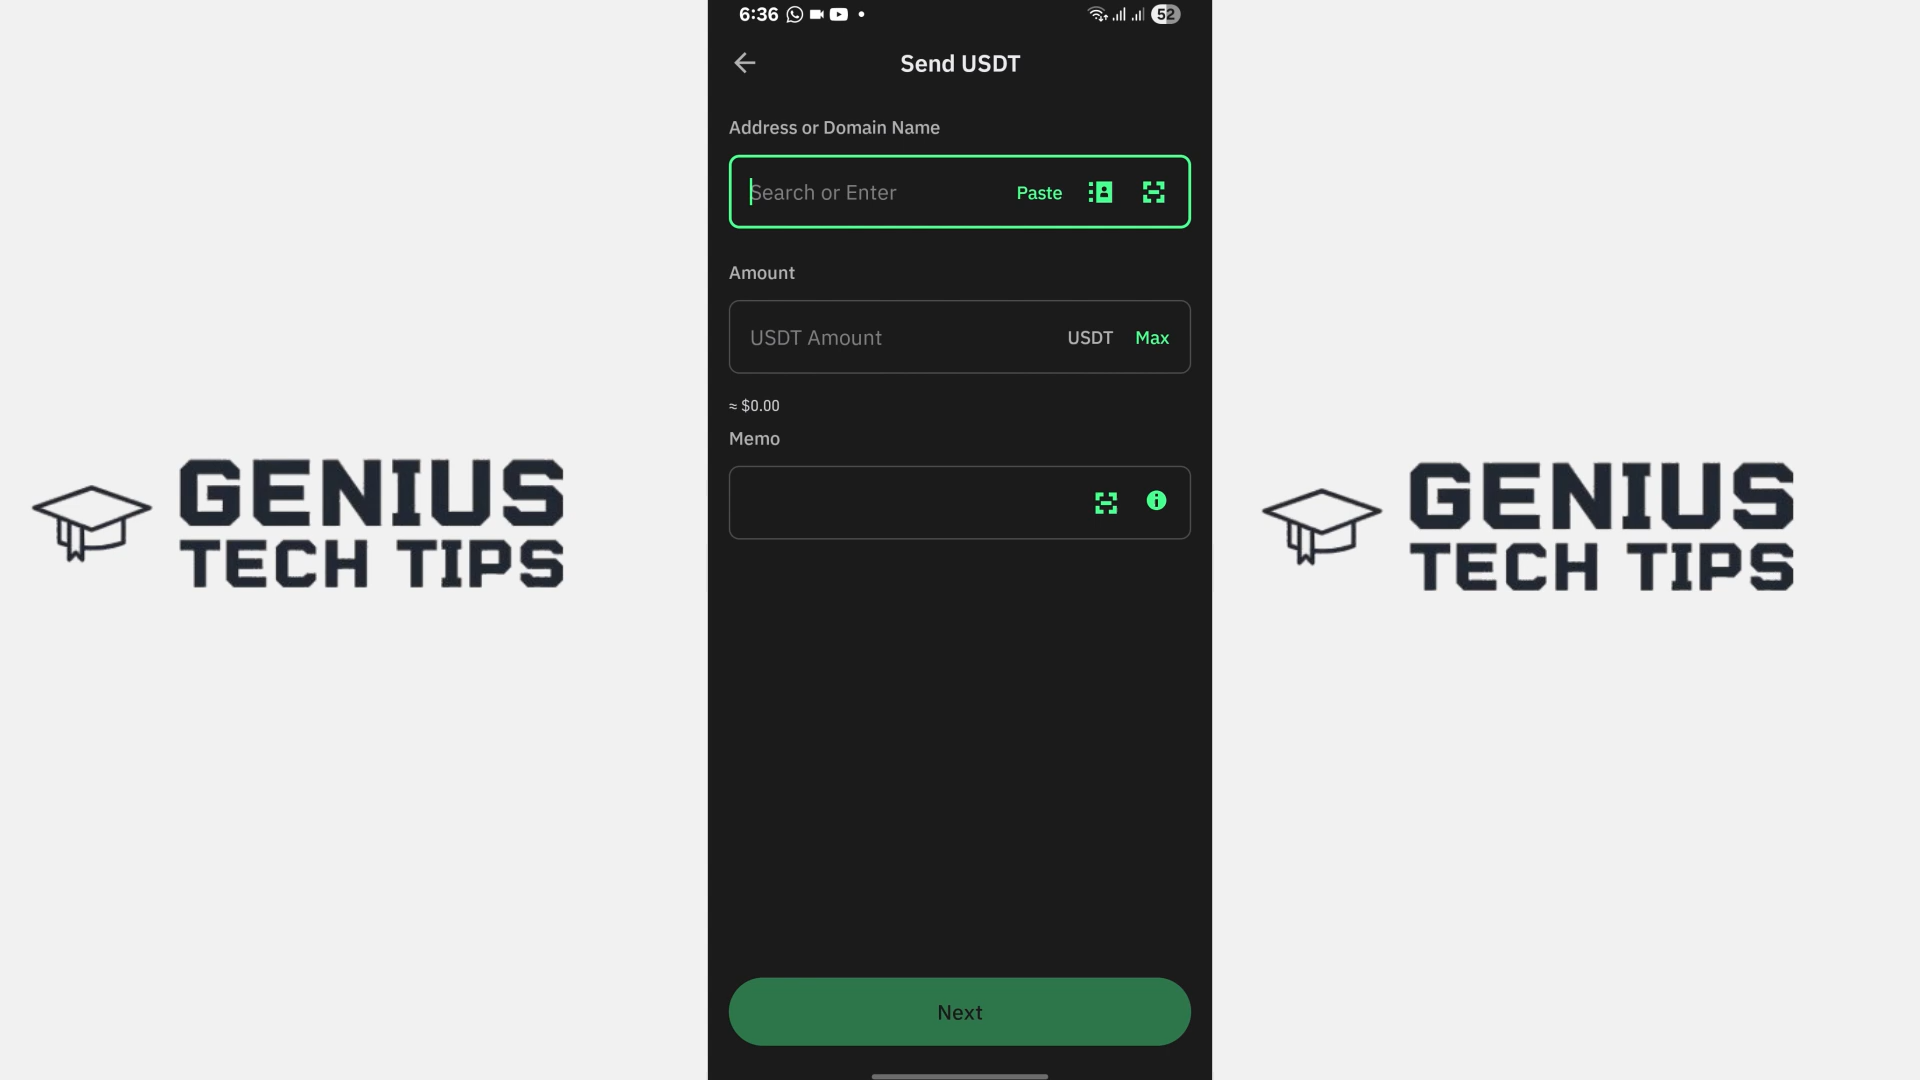 6:36
52
Send USDT
Address or Domain Name
Search or Enter Paste
Amount
USDT Amount USDT Max
≈ $0.00
Memo
Next
GENIUS
TECH TIPS
GENIUS
TECH TIPS